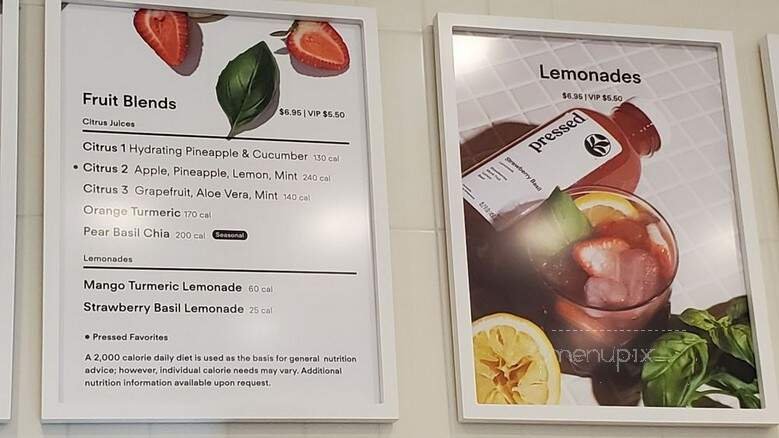 Fruit Blends
$6.95 | VIP $5.50
Citrus Juices
Citrus 1 Hydrating Pineapple & Cucumber 130 cal
• Citrus 2 Apple, Pineapple, Lemon, Mint 240 cal
Citrus 3 Grapefruit, Aloe Vera, Mint 140 cal
Orange Turmeric 170 cal
Pear Basil Chia 200 cal Seasonal
Lemonades
Mango Turmeric Lemonade 60 cal
Strawberry Basil Lemonade 25 cal
• Pressed Favorites
A 2,000 calorie daily diet is used as the basis for general nutrition
advice; however, individual calorie needs may vary. Additional
nutrition information available upon request.
Lemonades
$6.95 | VIP $5.50
pressed
Strawberry Basil
menupix